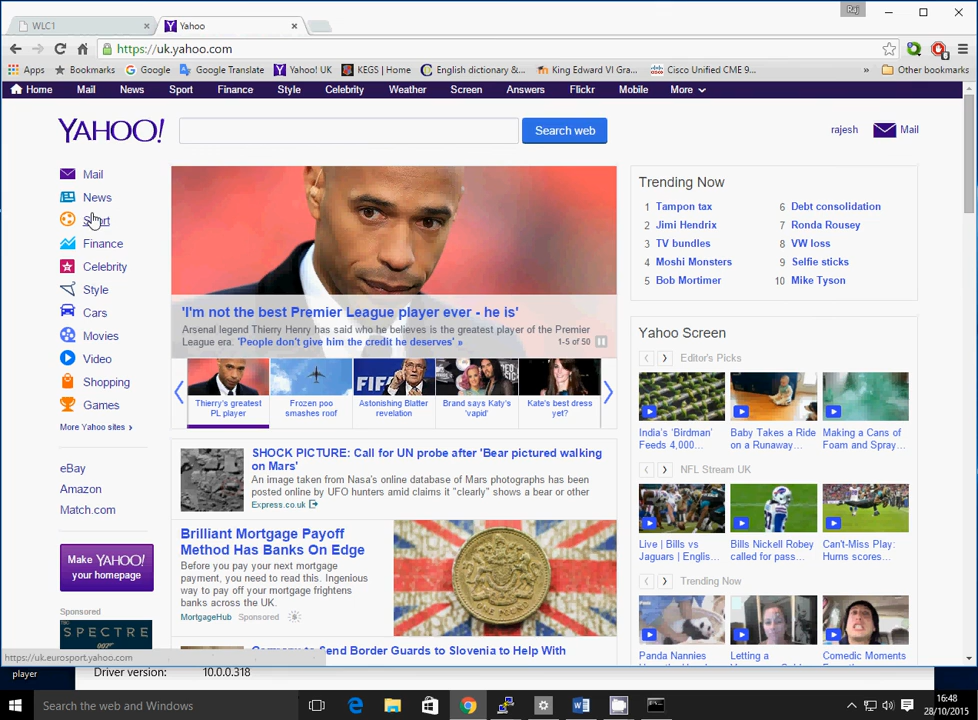 Raj
WLC1
Yahoo
https://uk.yahoo.com
Apps Bookmarks Google Google Translate Yahoo! UK KEGS | Home English dictionary &... King Edward VI Gra... Cisco Unified CME 9... » Other bookmarks
Home Mail News Sport Finance Style Celebrity Weather Screen Answers Flickr Mobile More
YAHOO!
Search web
rajesh
Mail
Mail
News
Sport
Finance
Celebrity
Style
Cars
Movies
Video
Shopping
Games
More Yahoo sites ›
eBay
Amazon
Match.com
Make YAHOO!
your homepage
Sponsored
SPECTRE
007
'I'm not the best Premier League player ever - he is'
Arsenal legend Thierry Henry has said who he believes is the greatest player of the Premier
League era. 'People don't give him the credit he deserves' »
1-5 of 50
FIFA
Thierry's greatest
PL player
Frozen poo
smashes roof
Astonishing Blatter
revelation
Brand says Katy's
'vapid'
Kate's best dress
yet?
SHOCK PICTURE: Call for UN probe after 'Bear pictured walking
on Mars'
An image taken from Nasa's online database of Mars photographs has been
posted online by UFO hunters amid claims it "clearly" shows a bear or other
Express.co.uk
Brilliant Mortgage Payoff
Method Has Banks On Edge
Before you pay your next mortgage
payment, you need to read this. Ingenious
way to pay off your mortgage frightens
banks across the UK.
MortgageHub Sponsored
to Send Border Guards to Slovenia to Help With
Trending Now
1 Tampon tax
2 Jimi Hendrix
3 TV bundles
4 Moshi Monsters
5 Bob Mortimer
6 Debt consolidation
7 Ronda Rousey
8 VW loss
9 Selfie sticks
10 Mike Tyson
Yahoo Screen
Editor's Picks
India's 'Birdman'
Feeds 4,000...
Baby Takes a Ride
on a Runaway...
Making a Cans of
Foam and Spray...
NFL Stream UK
Live | Bills vs
Jaguars | Englis...
Bills Nickell Robey
called for pass...
Can't-Miss Play:
Hurns scores...
Trending Now
Panda Nannies
Letting a
Comedic Moments
https://uk.eurosport.yahoo.com
player
Driver version: 10.0.0.318
Search the web and Windows
16:48
28/10/2015